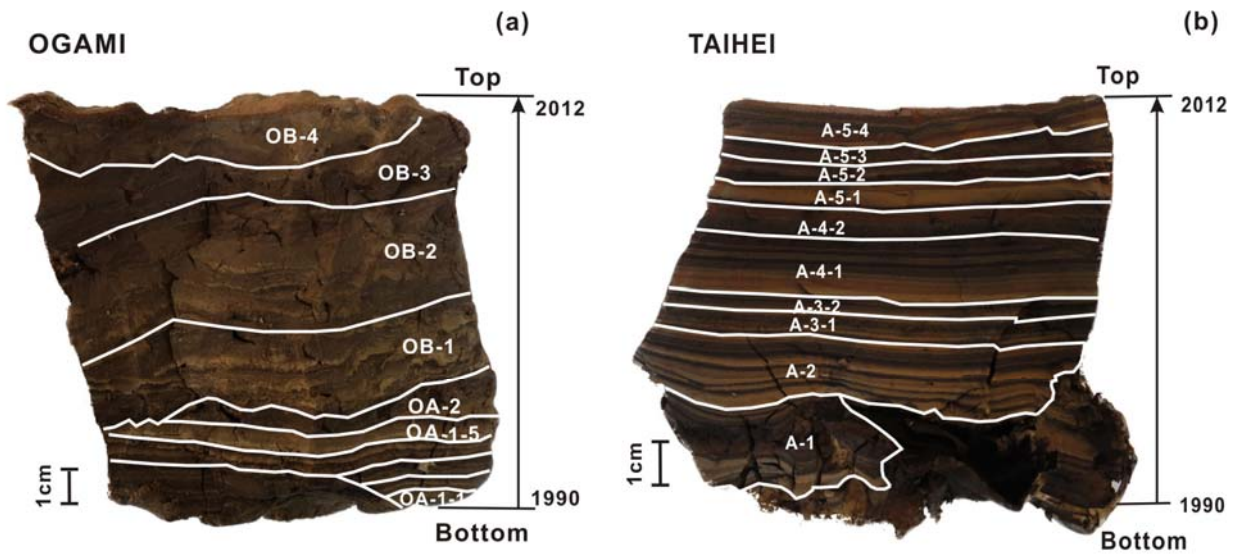 (a)
OGAMI
Top
2012
OB-4
OB-3
OB-2
OB-1
OA-2
OA-1-5
OA-1-1
1cm
1990
Bottom
(b)
TAIHEI
Top
2012
A-5-4
A-5-3
A-5-2
A-5-1
A-4-2
A-4-1
A-3-2
A-3-1
A-2
A-1
1cm
1990
Bottom